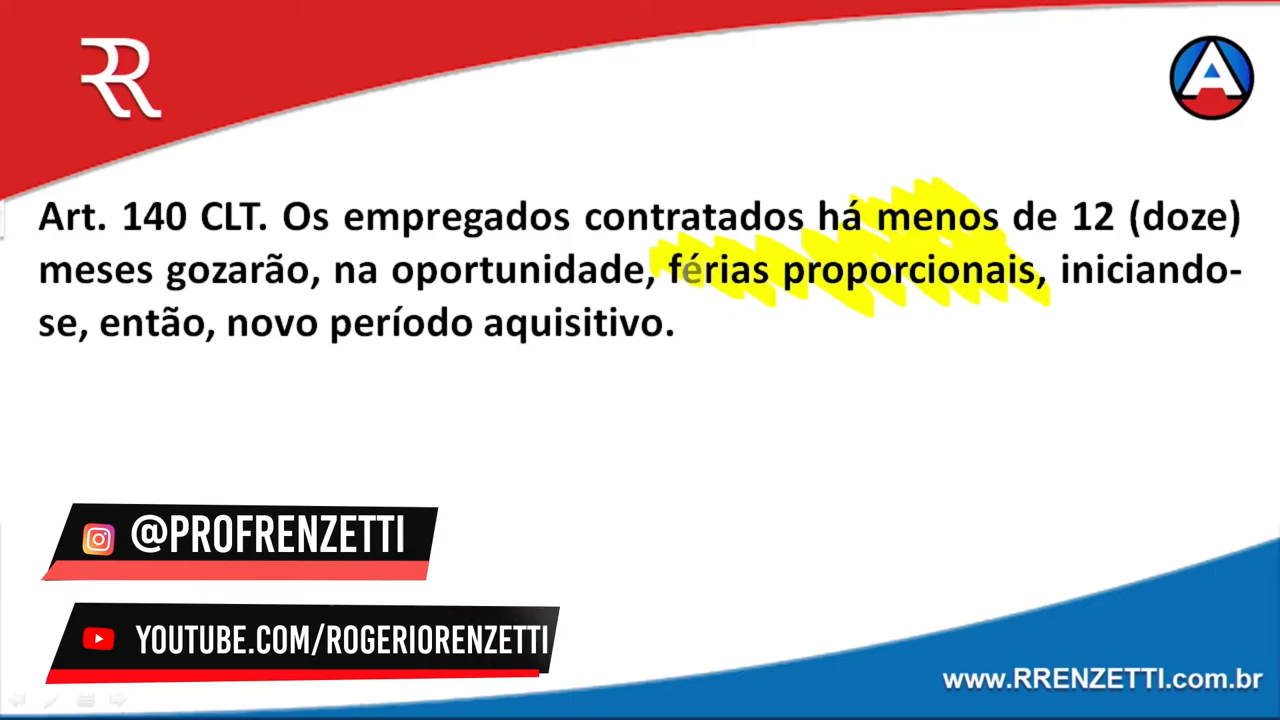 RR
A
Art. 140 CLT. Os empregados contratados há menos de 12 (doze)
meses gozarão, na oportunidade, férias proporcionais, iniciando-
se, então, novo período aquisitivo.
@PROFRENZETTI
YOUTUBE.COM/ROGERIORENZETTI
www.RRENZETTI.com.br